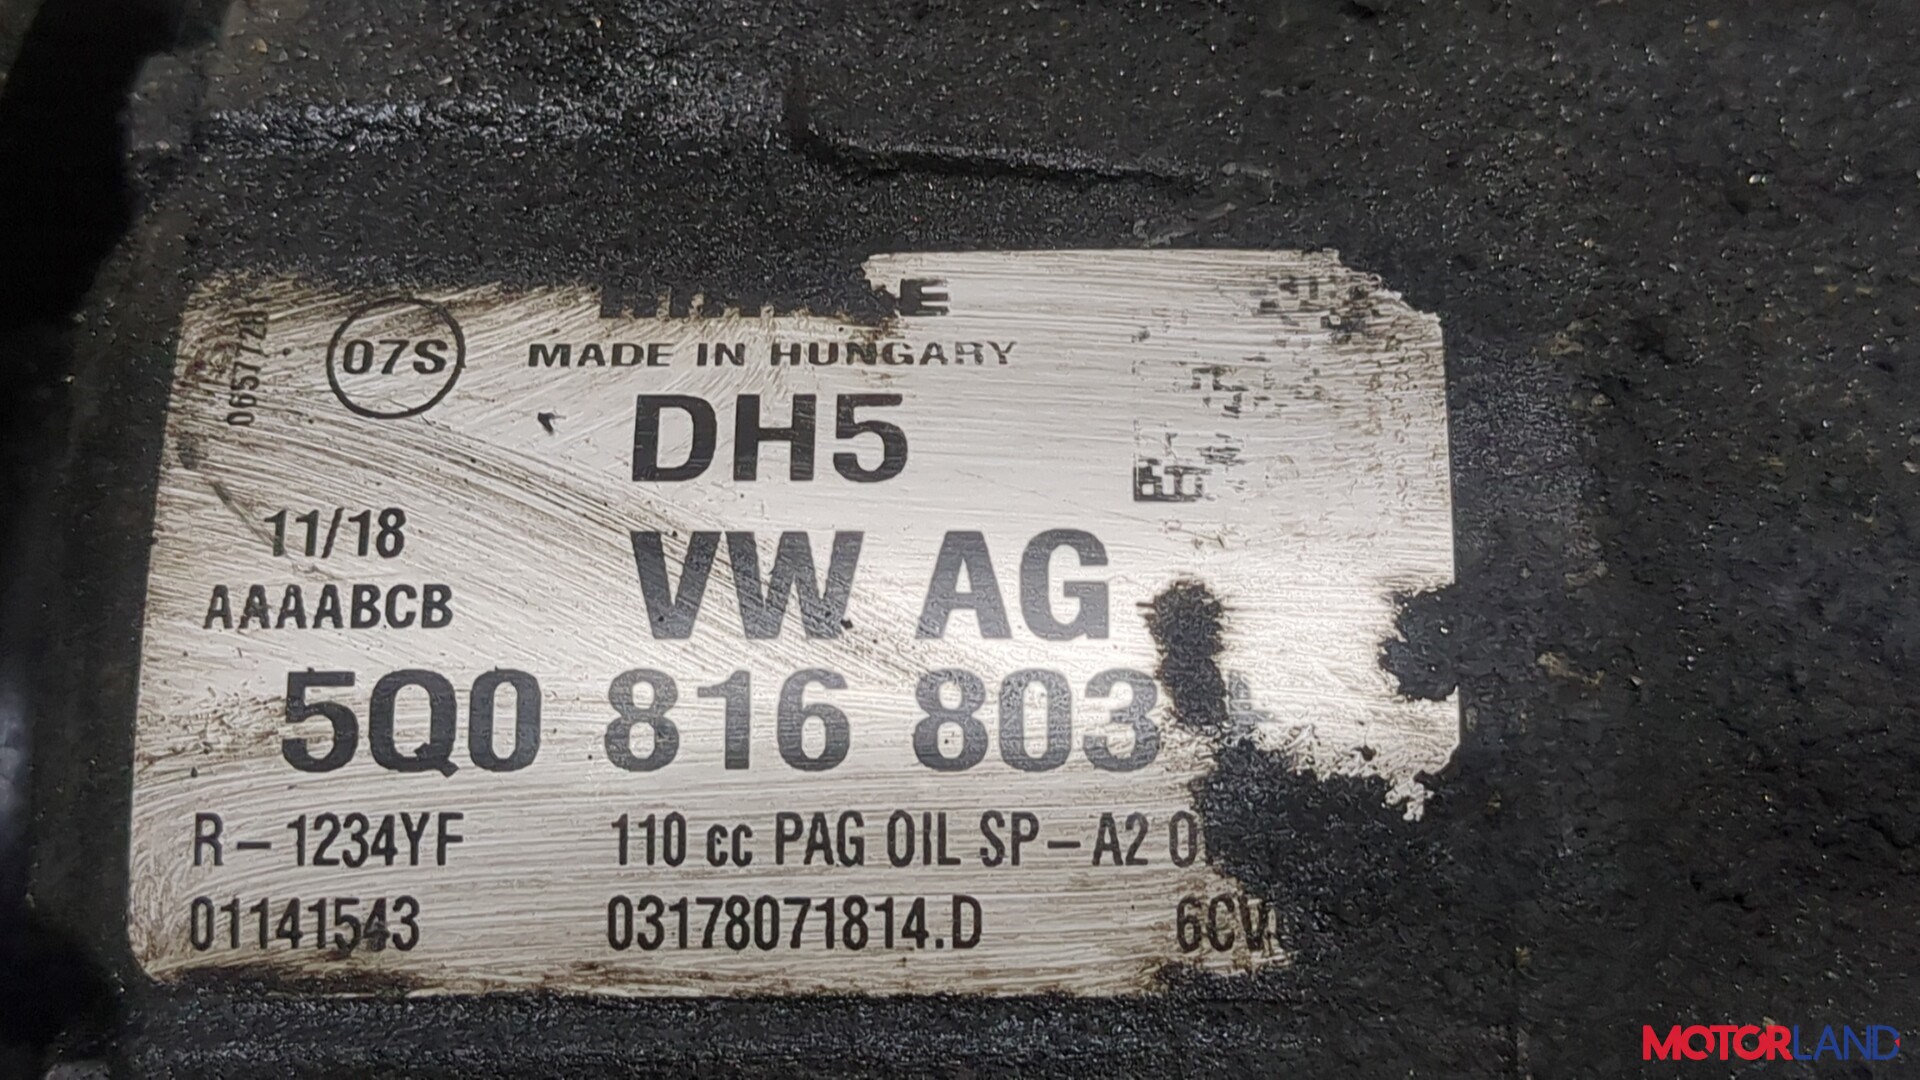 07S
MADE IN HUNGARY
DH5
11/18
VW AG
AAAABCB
5Q0 816 803
R-1234YF 110 cc PAG OIL SP-A2
01141543 03178071814.D 6CV
MOTORLAND